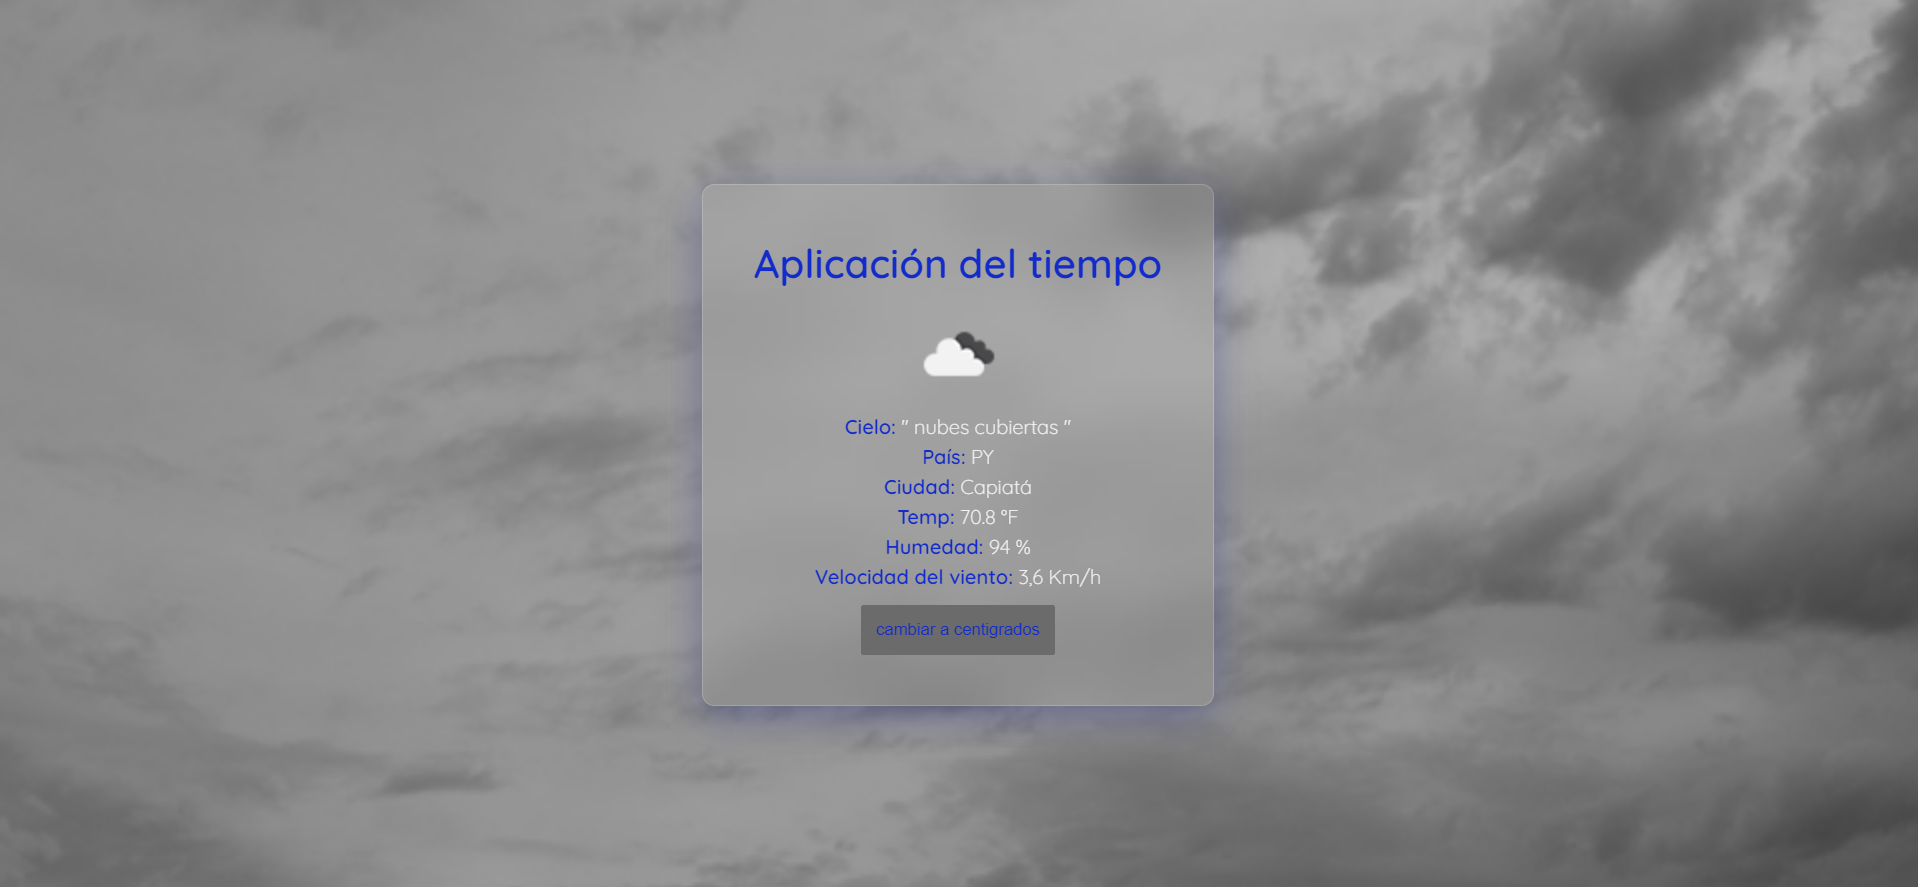 Aplicación del tiempo
Cielo: " nubes cubiertas "
País: PY
Ciudad: Capiatá
Temp: 70.8 °F
Humedad: 94 %
Velocidad del viento: 3,6 Km/h
cambiar a centigrados